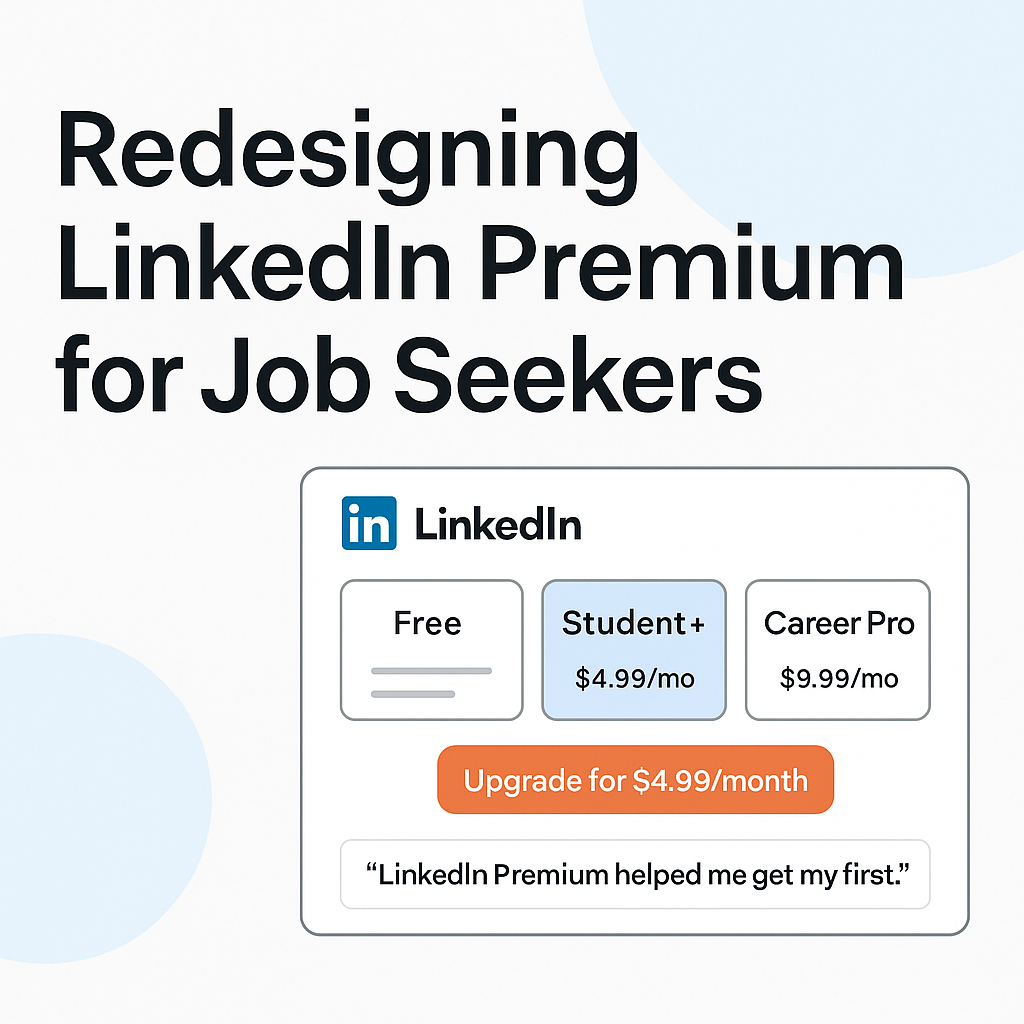 Redesigning
LinkedIn Premium
for Job Seekers
in LinkedIn
Free
Student+
$4.99/mo
Career Pro
$9.99/mo
Upgrade for $4.99/month
“LinkedIn Premium helped me get my first.”